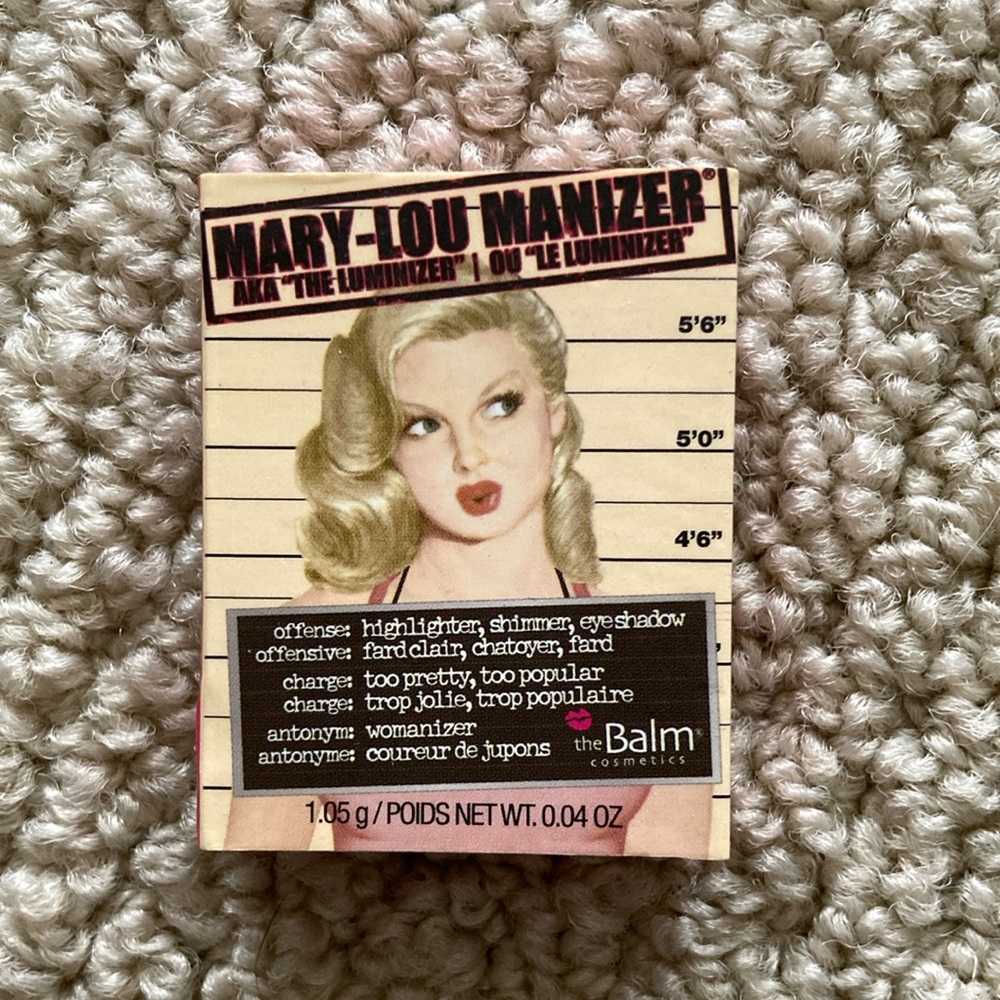 MARY-LOU MANIZER®
AKA "THE LUMINIZER" | OU "LE LUMINIZER"
5'6"
5'0"
4'6"
offense: highlighter, shimmer, eyeshadow
offensive: fard clair, chatoyer, fard
charge: too pretty, too popular
charge: trop jolie, trop populaire
antonym: womanizer
antonyme: coureur de jupons
theBalm®
cosmetics
1.05 g / POIDS NET WT. 0.04 OZ